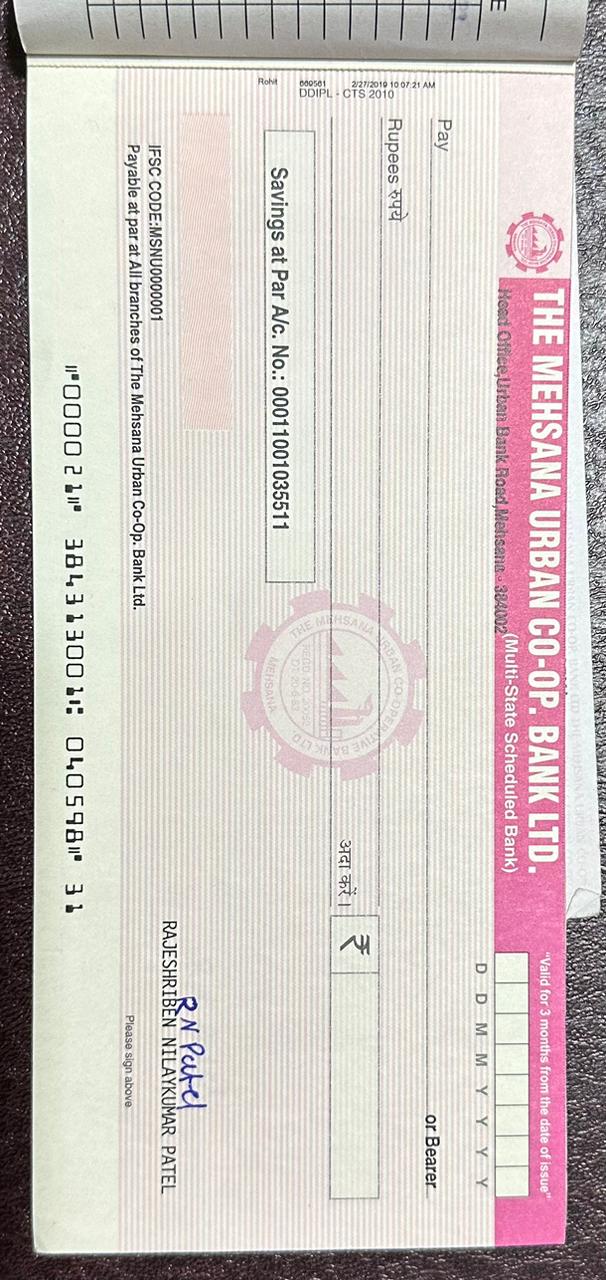 Rohit 609561 2/27/2019 10:07:21 AM
DDIPL - CTS 2010
THE MEHSANA URBAN CO-OP. BANK LTD.
(Multi-State Scheduled Bank)
Head Office,Urban Bank Road,Mehsana - 384002
"Valid for 3 months from the date of issue"
D D M M Y Y Y Y
Pay
or Bearer
Rupees रुपये
अदा करें । ₹
Savings at Par A/c. No.: 00011001035511
THE MEHSANA URBAN CO-OPERATIVE BANK LTD.
MEHSANA
IFSC CODE:MSNU0000001
Payable at par at All branches of The Mehsana Urban Co-Op. Bank Ltd.
R N Patel
RAJESHRIBEN NILAYKUMAR PATEL
Please sign above
⑈000021⑈ 384313001⑆ 040598⑈ 31